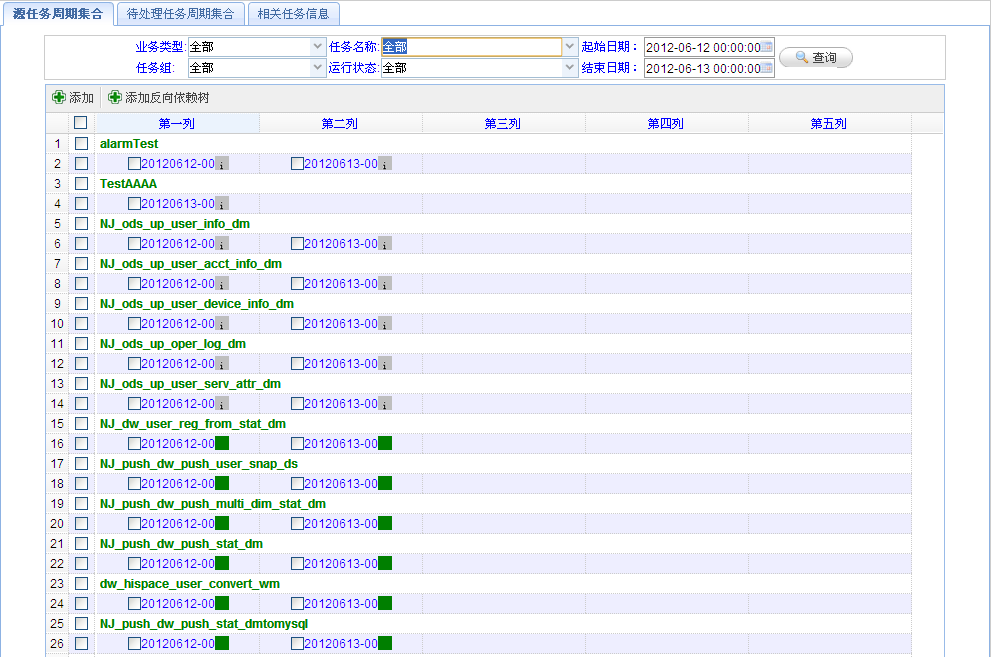 源任务周期集合 待处理任务周期集合 相关任务信息
业务类型: 全部 任务名称: 全部 起始日期： 2012-06-12 00:00:00
查询
任务组: 全部 运行状态: 全部 结束日期： 2012-06-13 00:00:00
添加 添加反向依赖树
第一列 第二列 第三列 第四列 第五列
1 alarmTest
2 20120612-00 i 20120613-00 i
3 TestAAAA
4 20120613-00 i
5 NJ_ods_up_user_info_dm
6 20120612-00 i 20120613-00 i
7 NJ_ods_up_user_acct_info_dm
8 20120612-00 i 20120613-00 i
9 NJ_ods_up_user_device_info_dm
10 20120612-00 i 20120613-00 i
11 NJ_ods_up_oper_log_dm
12 20120612-00 i 20120613-00 i
13 NJ_ods_up_user_serv_attr_dm
14 20120612-00 i 20120613-00 i
15 NJ_dw_user_reg_from_stat_dm
16 20120612-00 20120613-00
17 NJ_push_dw_push_user_snap_ds
18 20120612-00 20120613-00
19 NJ_push_dw_push_multi_dim_stat_dm
20 20120612-00 20120613-00
21 NJ_push_dw_push_stat_dm
22 20120612-00 20120613-00
23 dw_hispace_user_convert_wm
24 20120612-00 20120613-00
25 NJ_push_dw_push_stat_dmtomysql
26 20120612-00 20120613-00